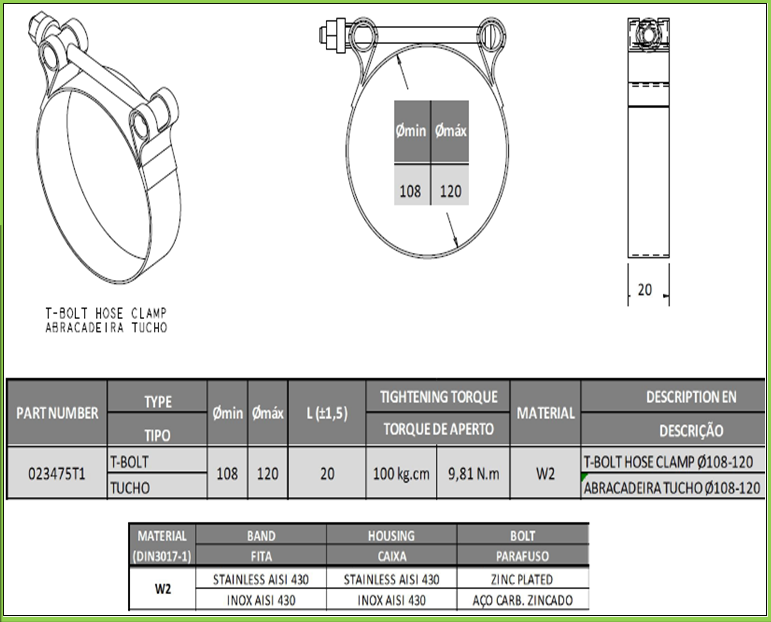 Ømin Ømáx
108 120
20
T-BOLT HOSE CLAMP
ABRACADEIRA TUCHO
PART NUMBER TYPE Ømin Ømáx L (±1,5) TIGHTENING TORQUE MATERIAL DESCRIPTION EN
TIPO TORQUE DE APERTO DESCRIÇÃO
023475T1 T-BOLT 108 120 20 100 kg.cm 9,81 N.m W2 T-BOLT HOSE CLAMP Ø108-120
TUCHO ABRACADEIRA TUCHO Ø108-120
MATERIAL BAND HOUSING BOLT
(DIN3017-1) FITA CAIXA PARAFUSO
W2 STAINLESS AISI 430 STAINLESS AISI 430 ZINC PLATED
INOX AISI 430 INOX AISI 430 AÇO CARB. ZINCADO